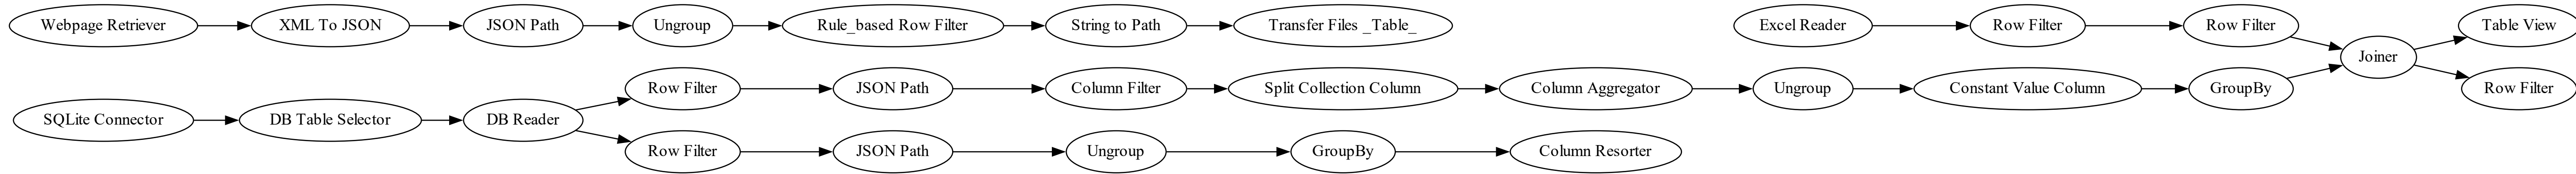 Webpage Retriever
XML To JSON
JSON Path
Ungroup
Rule_based Row Filter
String to Path
Transfer Files _Table_
Excel Reader
Row Filter
Row Filter
Table View
Joiner
Row Filter
JSON Path
Column Filter
Split Collection Column
Column Aggregator
Ungroup
Constant Value Column
GroupBy
Row Filter
SQLite Connector
DB Table Selector
DB Reader
Row Filter
JSON Path
Ungroup
GroupBy
Column Resorter